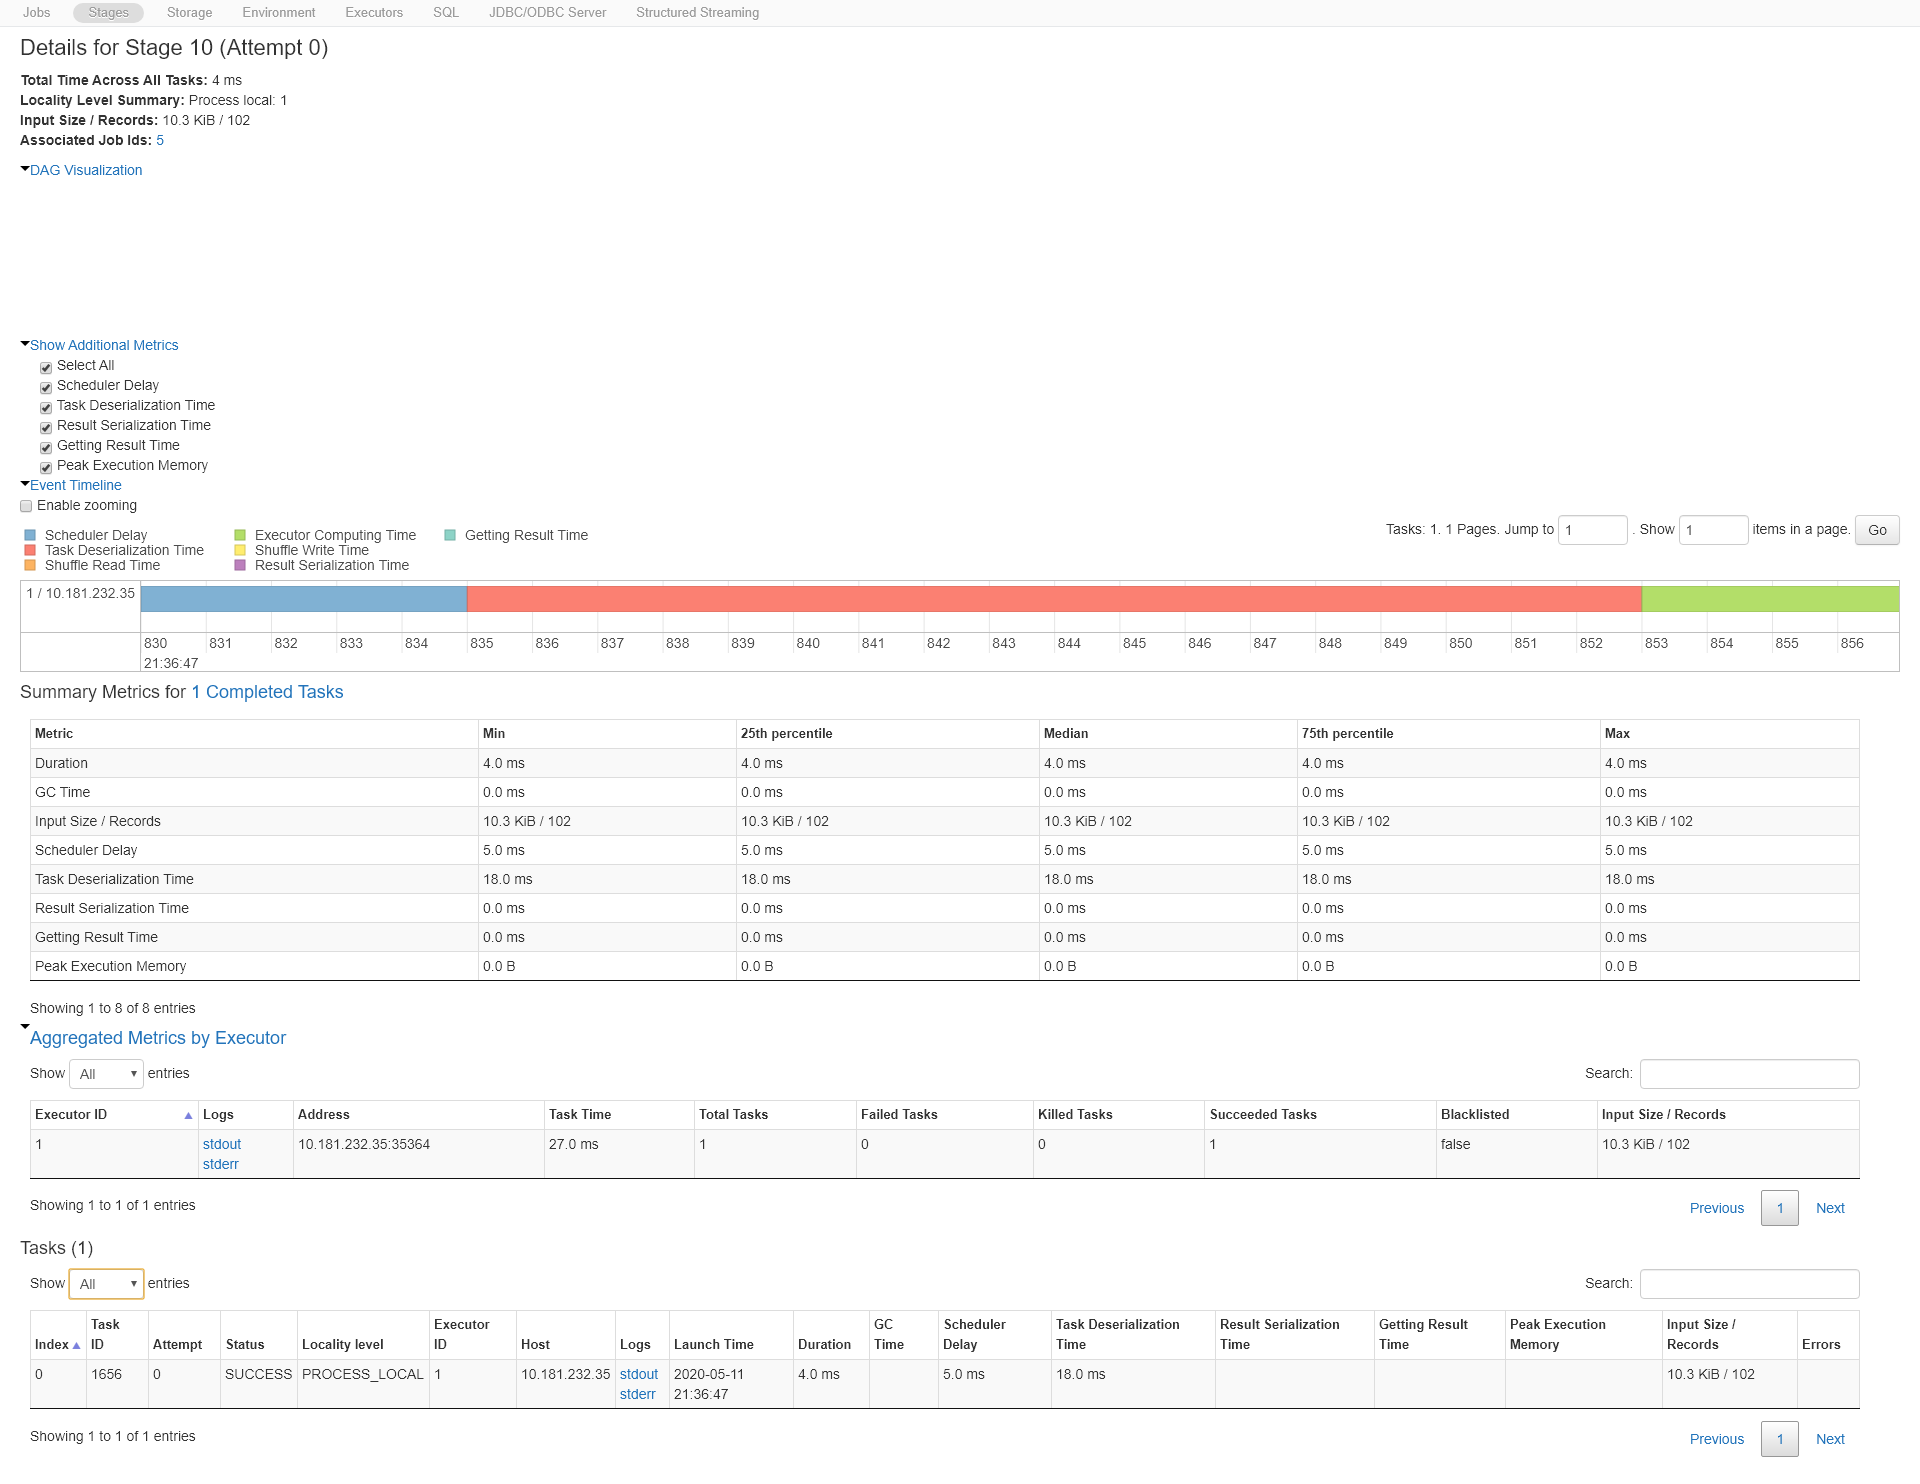 Jobs Stages Storage Environment Executors SQL JDBC/ODBC Server Structured Streaming
Details for Stage 10 (Attempt 0)
Total Time Across All Tasks: 4 ms
Locality Level Summary: Process local: 1
Input Size / Records: 10.3 KiB / 102
Associated Job Ids: 5
DAG Visualization
Show Additional Metrics
Select All
Scheduler Delay
Task Deserialization Time
Result Serialization Time
Getting Result Time
Peak Execution Memory
Event Timeline
Enable zooming
Tasks: 1. 1 Pages. Jump to 1 . Show 1 items in a page. Go
Scheduler Delay Executor Computing Time Getting Result Time
Task Deserialization Time Shuffle Write Time
Shuffle Read Time Result Serialization Time
1 / 10.181.232.35
830 831 832 833 834 835 836 837 838 839 840 841 842 843 844 845 846 847 848 849 850 851 852 853 854 855 856
21:36:47
Summary Metrics for 1 Completed Tasks
Metric Min 25th percentile Median 75th percentile Max
Duration 4.0 ms 4.0 ms 4.0 ms 4.0 ms 4.0 ms
GC Time 0.0 ms 0.0 ms 0.0 ms 0.0 ms 0.0 ms
Input Size / Records 10.3 KiB / 102 10.3 KiB / 102 10.3 KiB / 102 10.3 KiB / 102 10.3 KiB / 102
Scheduler Delay 5.0 ms 5.0 ms 5.0 ms 5.0 ms 5.0 ms
Task Deserialization Time 18.0 ms 18.0 ms 18.0 ms 18.0 ms 18.0 ms
Result Serialization Time 0.0 ms 0.0 ms 0.0 ms 0.0 ms 0.0 ms
Getting Result Time 0.0 ms 0.0 ms 0.0 ms 0.0 ms 0.0 ms
Peak Execution Memory 0.0 B 0.0 B 0.0 B 0.0 B 0.0 B
Showing 1 to 8 of 8 entries
Aggregated Metrics by Executor
Show All entries Search:
Executor ID Logs Address Task Time Total Tasks Failed Tasks Killed Tasks Succeeded Tasks Blacklisted Input Size / Records
1 stdout 10.181.232.35:35364 27.0 ms 1 0 0 1 false 10.3 KiB / 102
stderr
Showing 1 to 1 of 1 entries Previous 1 Next
Tasks (1)
Show All entries Search:
Task Executor GC Scheduler Task Deserialization Result Serialization Getting Result Peak Execution Input Size /
Index ID Attempt Status Locality level ID Host Logs Launch Time Duration Time Delay Time Time Time Memory Records Errors
0 1656 0 SUCCESS PROCESS_LOCAL 1 10.181.232.35 stdout 2020-05-11 4.0 ms 5.0 ms 18.0 ms 10.3 KiB / 102
stderr 21:36:47
Showing 1 to 1 of 1 entries Previous 1 Next